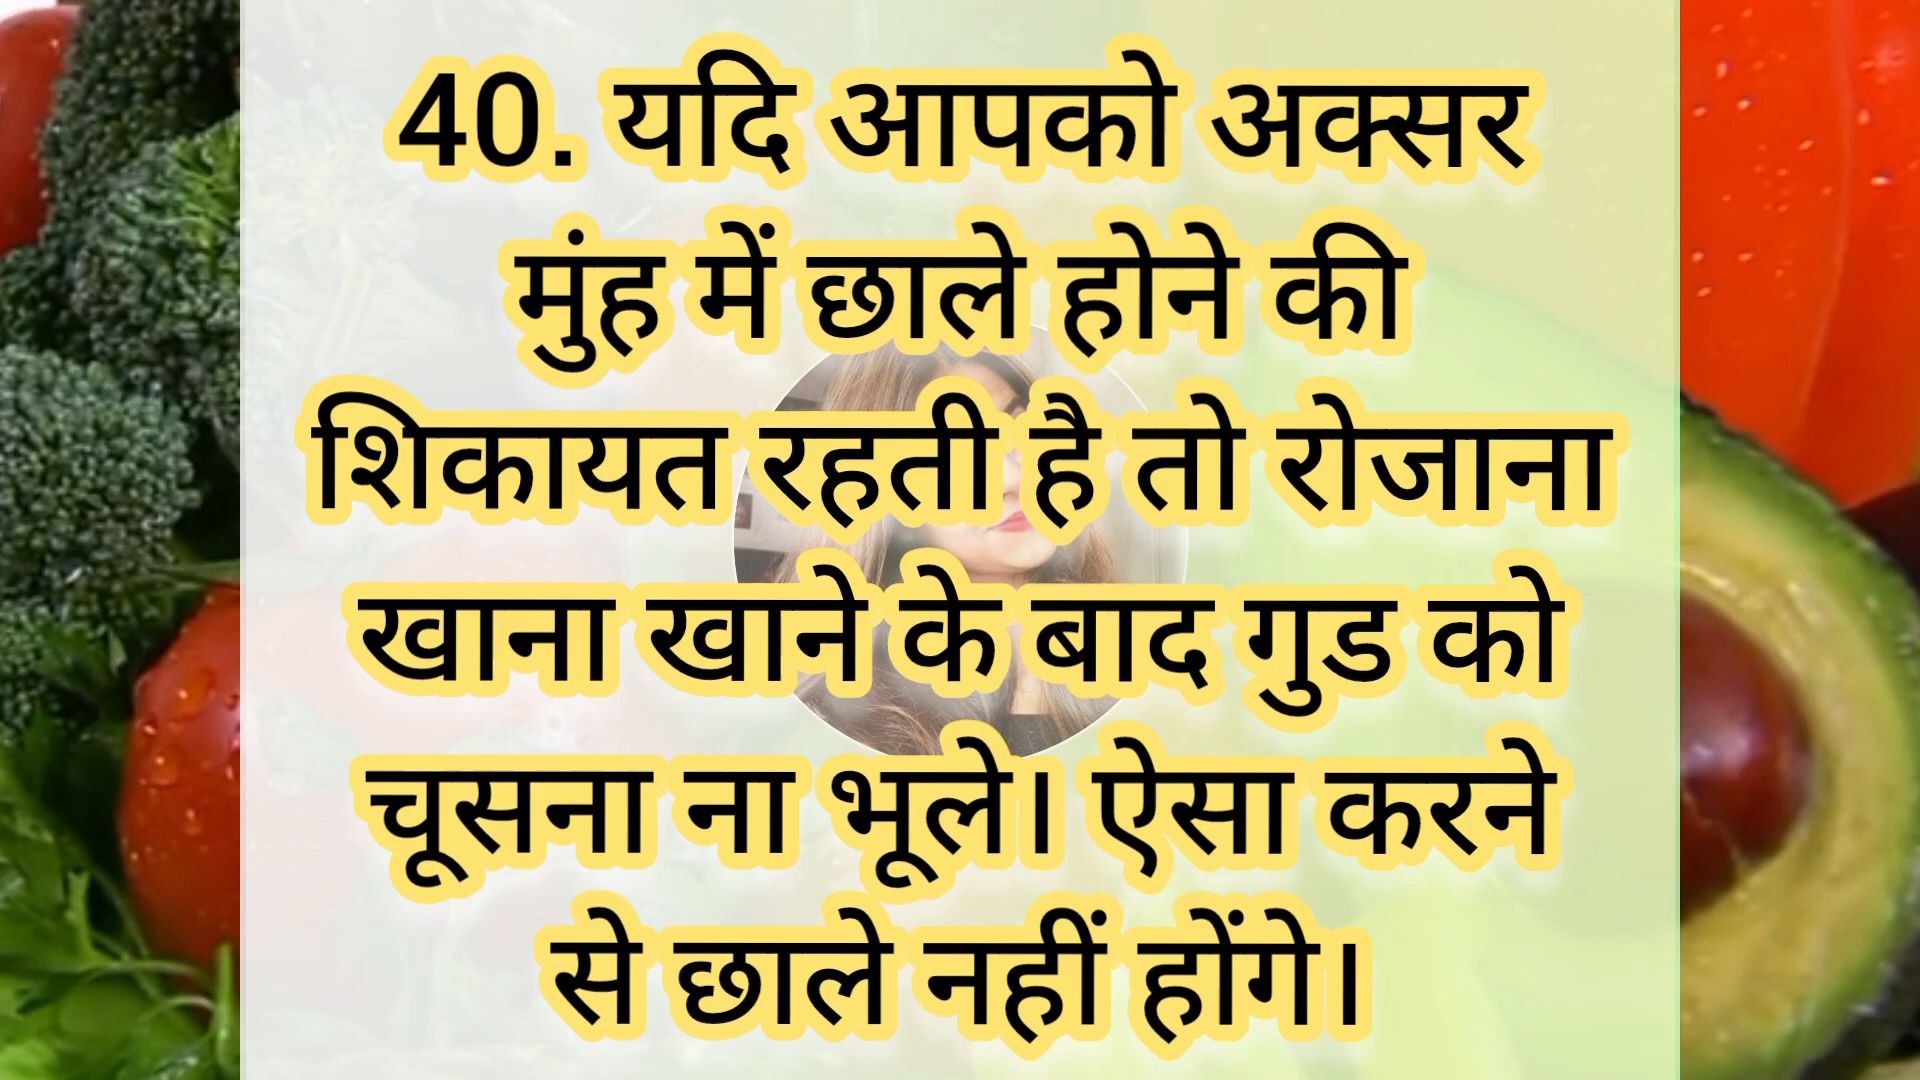 40. यदि आपको अक्सर
मुंह में छाले होने की
शिकायत रहती है तो रोजाना
खाना खाने के बाद गुड को
चूसना ना भूले। ऐसा करने
से छाले नहीं होंगे।